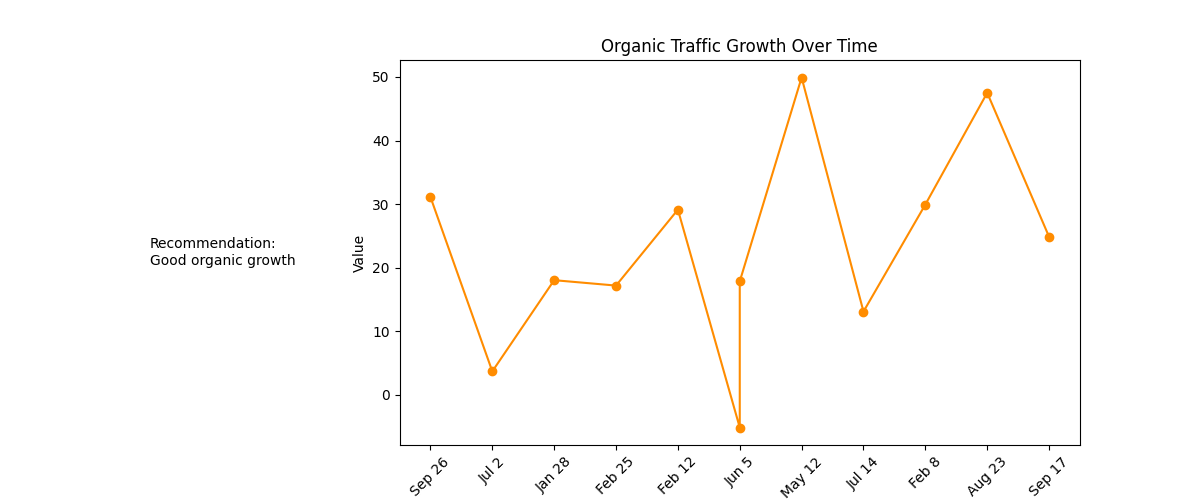 Organic Traffic Growth Over Time
50
40
30
20
10
0
Value
Recommendation:
Good organic growth
Sep 26
Jul 2
Jan 28
Feb 25
Feb 12
Jun 5
May 12
Jul 14
Feb 8
Aug 23
Sep 17